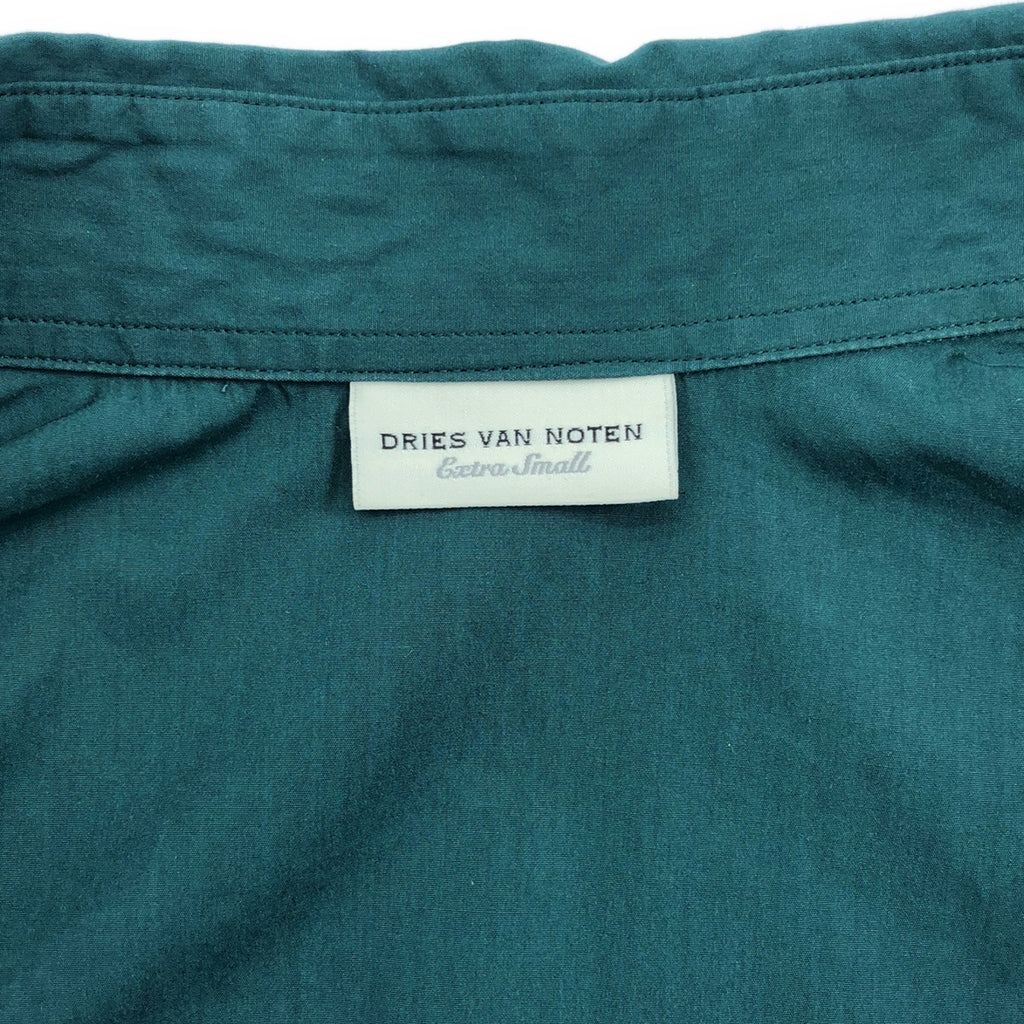 DRIES VAN NOTEN
Extra Small